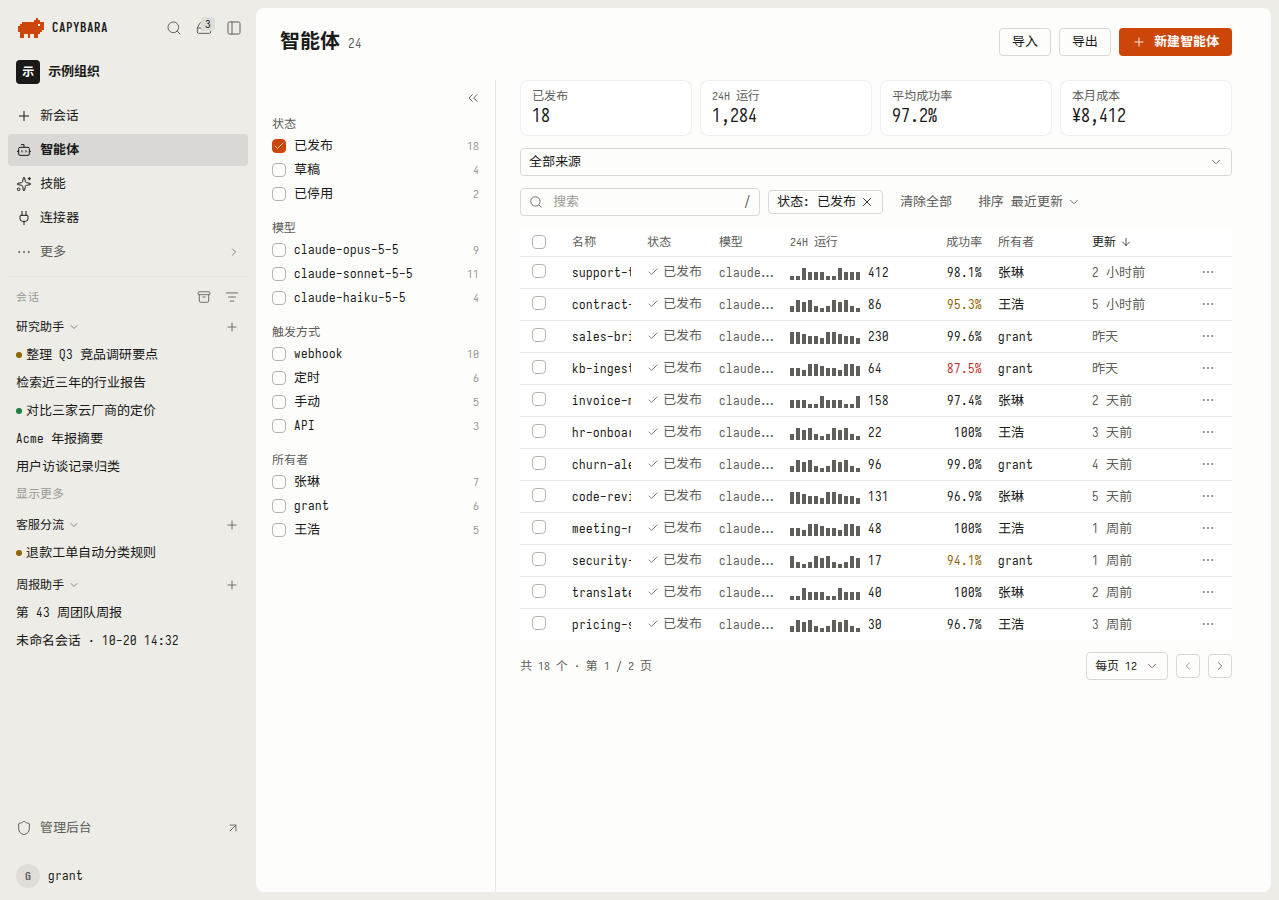 CAPYBARA
3
示 示例组织
新会话
智能体
技能
连接器
更多
会话
研究助手
整理 Q3 竞品调研要点
检索近三年的行业报告
对比三家云厂商的定价
Acme 年报摘要
用户访谈记录归类
显示更多
客服分流
退款工单自动分类规则
周报助手
第 43 周团队周报
未命名会话 · 10-20 14:32
管理后台
G grant
智能体 24
导入 导出 新建智能体
状态
已发布 18
草稿 4
已停用 2
模型
claude-opus-5-5 9
claude-sonnet-5-5 11
claude-haiku-5-5 4
触发方式
webhook 10
定时 6
手动 5
API 3
所有者
张琳 7
grant 6
王浩 5
已发布 24H 运行 平均成功率 本月成本
18 1,284 97.2% ¥8,412
全部来源
搜索 / 状态: 已发布 清除全部 排序 最近更新
名称 状态 模型 24H 运行 成功率 所有者 更新
support-t 已发布 claude... 412 98.1% 张琳 2 小时前 ···
contract- 已发布 claude... 86 95.3% 王浩 5 小时前 ···
sales-bri 已发布 claude... 230 99.6% grant 昨天 ···
kb-ingest 已发布 claude... 64 87.5% grant 昨天 ···
invoice-r 已发布 claude... 158 97.4% 张琳 2 天前 ···
hr-onboar 已发布 claude... 22 100% 王浩 3 天前 ···
churn-ale 已发布 claude... 96 99.0% grant 4 天前 ···
code-revi 已发布 claude... 131 96.9% 张琳 5 天前 ···
meeting-n 已发布 claude... 48 100% 王浩 1 周前 ···
security- 已发布 claude... 17 94.1% grant 1 周前 ···
translate 已发布 claude... 40 100% 张琳 2 周前 ···
pricing-s 已发布 claude... 30 96.7% 王浩 3 周前 ···
共 18 个 · 第 1 / 2 页 每页 12